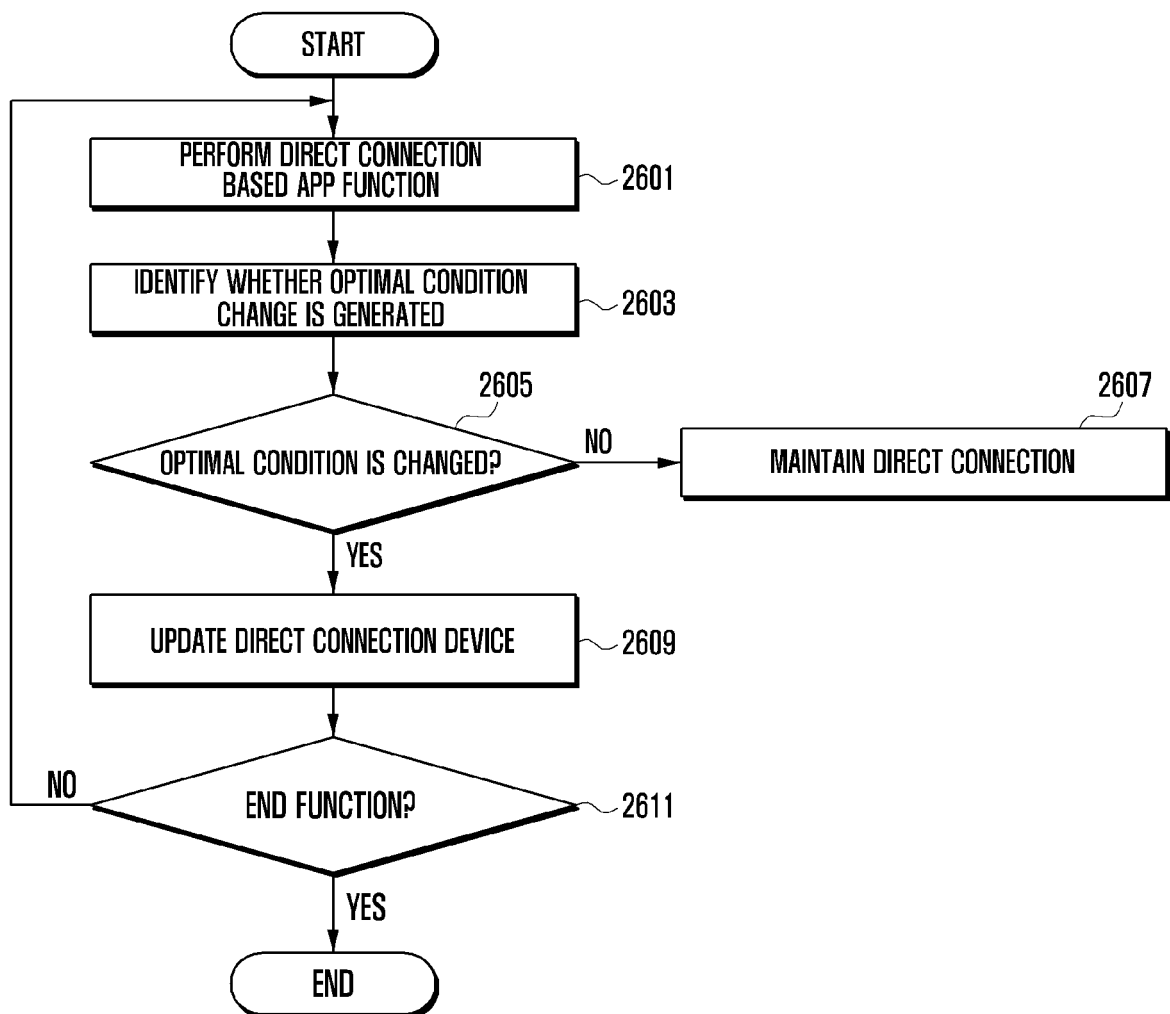 START
PERFORM DIRECT CONNECTION
BASED APP FUNCTION
2601
IDENTIFY WHETHER OPTIMAL CONDITION
CHANGE IS GENERATED
2603
2605
OPTIMAL CONDITION IS CHANGED?
NO
2607
MAINTAIN DIRECT CONNECTION
YES
UPDATE DIRECT CONNECTION DEVICE
2609
NO
END FUNCTION?
2611
YES
END